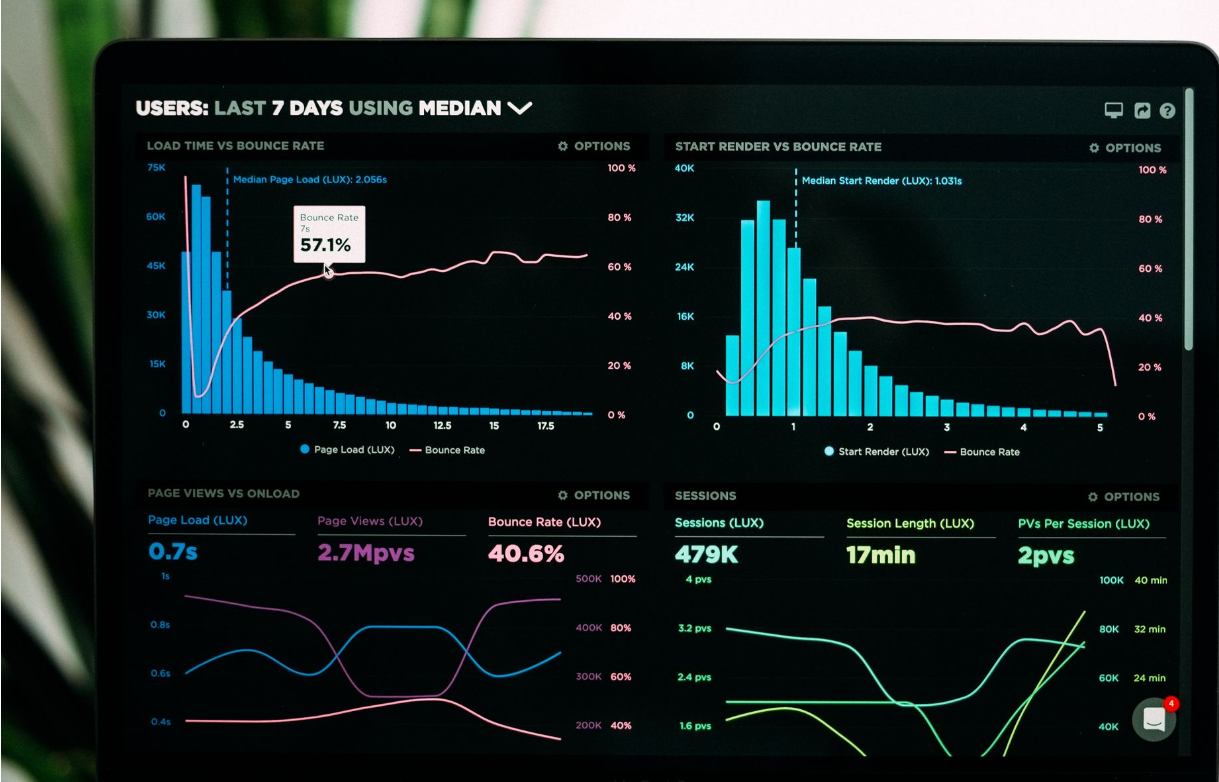 USERS: LAST 7 DAYS USING MEDIAN
LOAD TIME VS BOUNCE RATE
OPTIONS
75K
60K
45K
30K
15K
0
100 %
80 %
60 %
40 %
20 %
0 %
Median Page Load (LUX): 2.056s
Bounce Rate
7s
57.1%
0 2.5 5 7.5 10 12.5 15 17.5
Page Load (LUX) Bounce Rate
START RENDER VS BOUNCE RATE
OPTIONS
40K
32K
24K
16K
8K
0
100 %
80 %
60 %
40 %
20 %
0 %
Median Start Render (LUX): 1.031s
0 1 2 3 4 5
Start Render (LUX) Bounce Rate
PAGE VIEWS VS ONLOAD
OPTIONS
Page Load (LUX)
0.7s
Page Views (LUX)
2.7Mpvs
Bounce Rate (LUX)
40.6%
1s
0.8s
0.6s
0.4s
500K 100%
400K 80%
300K 60%
200K 40%
SESSIONS
OPTIONS
Sessions (LUX)
479K
Session Length (LUX)
17min
PVs Per Session (LUX)
2pvs
4 pvs
3.2 pvs
2.4 pvs
1.6 pvs
100K 40 min
80K 32 min
60K 24 min
40K
4